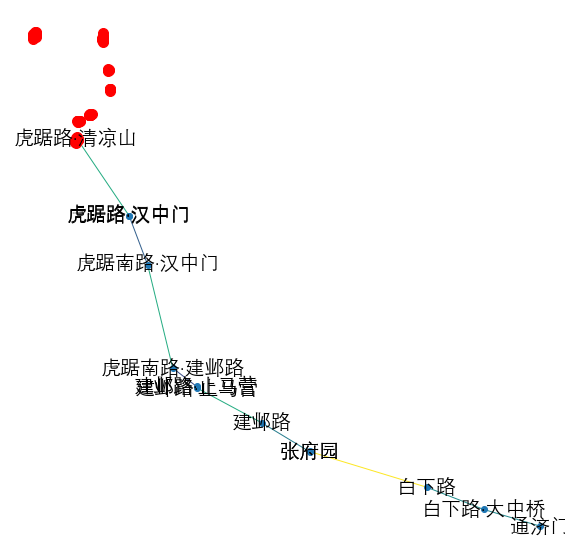 虎踞路·清凉山
虎踞路·汉中门
虎踞南路·汉中门
虎踞南路·建邺路
建邺路·止马营
建邺路
张府园
白下路
白下路·大中桥
通济门